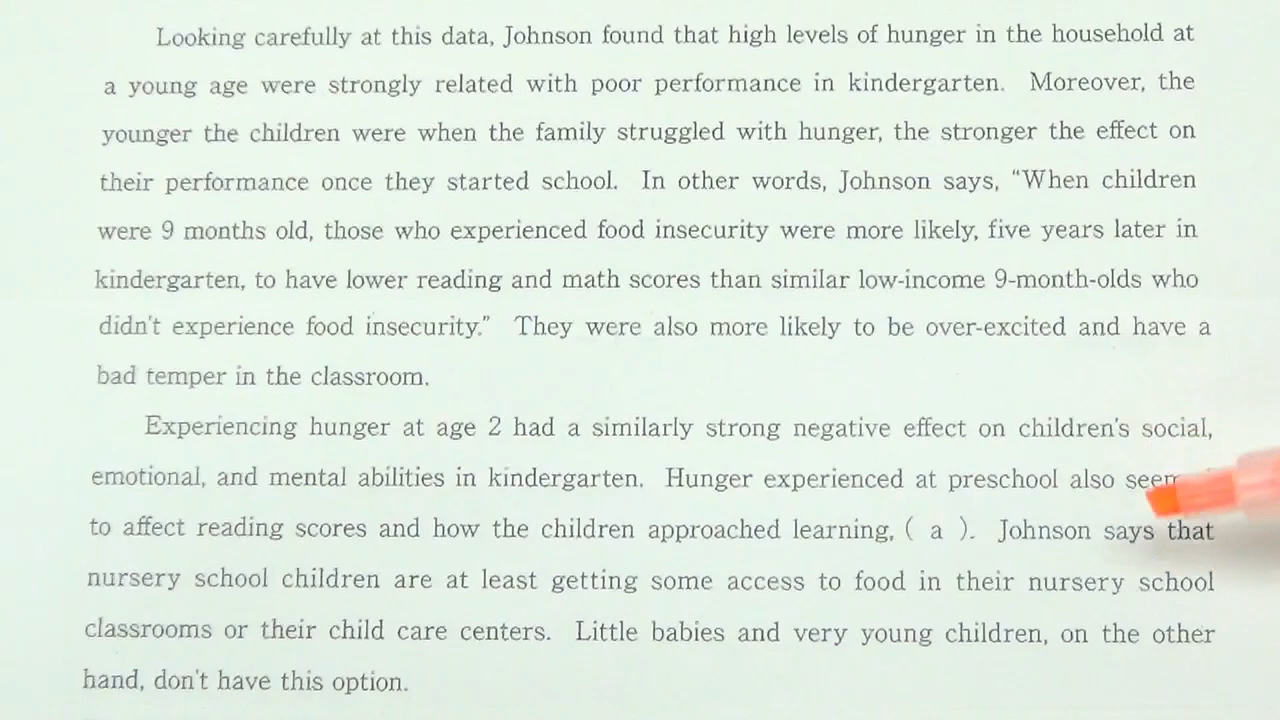 Looking carefully at this data, Johnson found that high levels of hunger in the household at
a young age were strongly related with poor performance in kindergarten. Moreover, the
younger the children were when the family struggled with hunger, the stronger the effect on
their performance once they started school. In other words, Johnson says, “When children
were 9 months old, those who experienced food insecurity were more likely, five years later in
kindergarten, to have lower reading and math scores than similar low-income 9-month-olds who
didn't experience food insecurity.” They were also more likely to be over-excited and have a
bad temper in the classroom.
Experiencing hunger at age 2 had a similarly strong negative effect on children's social,
emotional, and mental abilities in kindergarten. Hunger experienced at preschool also
to affect reading scores and how the children approached learning, ( a ). Johnson says that
nursery school children are at least getting some access to food in their nursery school
classrooms or their child care centers. Little babies and very young children, on the other
hand, don't have this option.